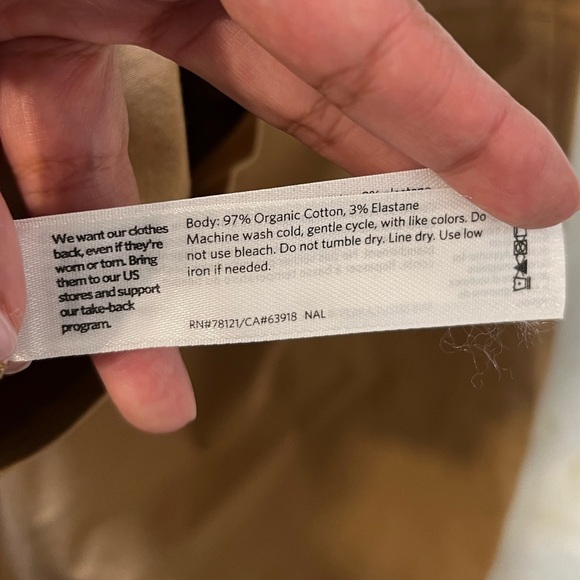 We want our clothes
back, even if they're
worn or torn. Bring
them to our US
stores and support
our take-back
program.
Body: 97% Organic Cotton, 3% Elastane
Machine wash cold, gentle cycle, with like colors. Do
not use bleach. Do not tumble dry. Line dry. Use low
iron if needed.
RN#78121/CA#63918 NAL